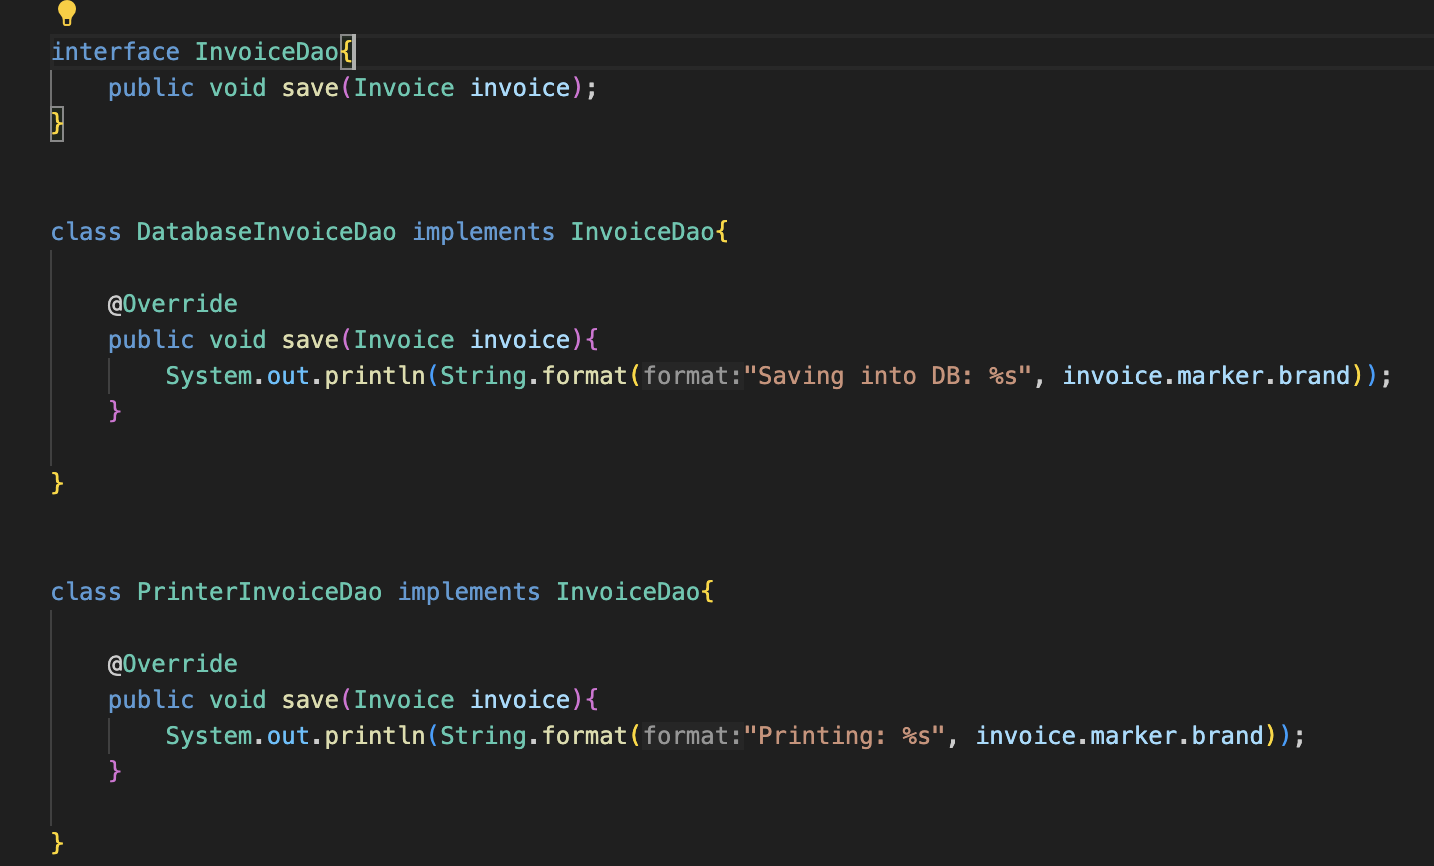 interface InvoiceDao{
    public void save(Invoice invoice);
}
class DatabaseInvoiceDao implements InvoiceDao{
    @Override
    public void save(Invoice invoice){
        System.out.println(String.format(format:"Saving into DB: %s", invoice.marker.brand));
    }
}
class PrinterInvoiceDao implements InvoiceDao{
    @Override
    public void save(Invoice invoice){
        System.out.println(String.format(format:"Printing: %s", invoice.marker.brand));
    }
}